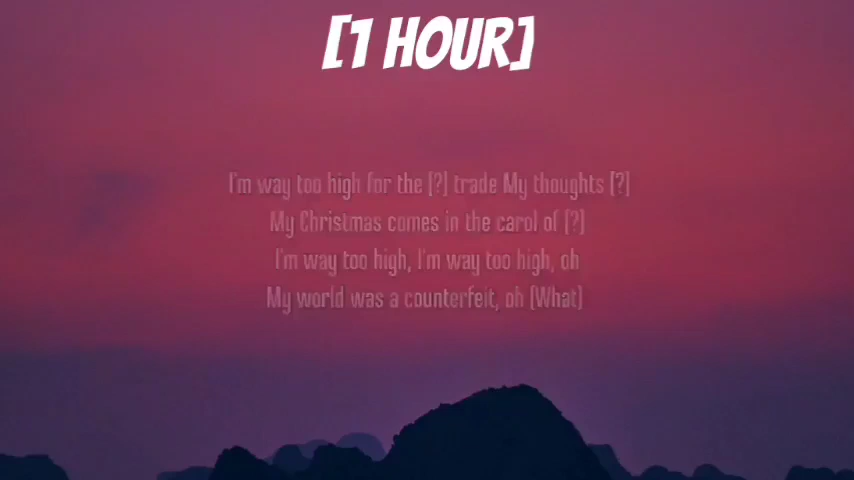 [1 HOUR]
I'm way too high for the [?] trade My thoughts [?]
My Christmas comes in the carol of [?]
I'm way too high, I'm way too high, oh
My world was a counterfeit, oh [What]